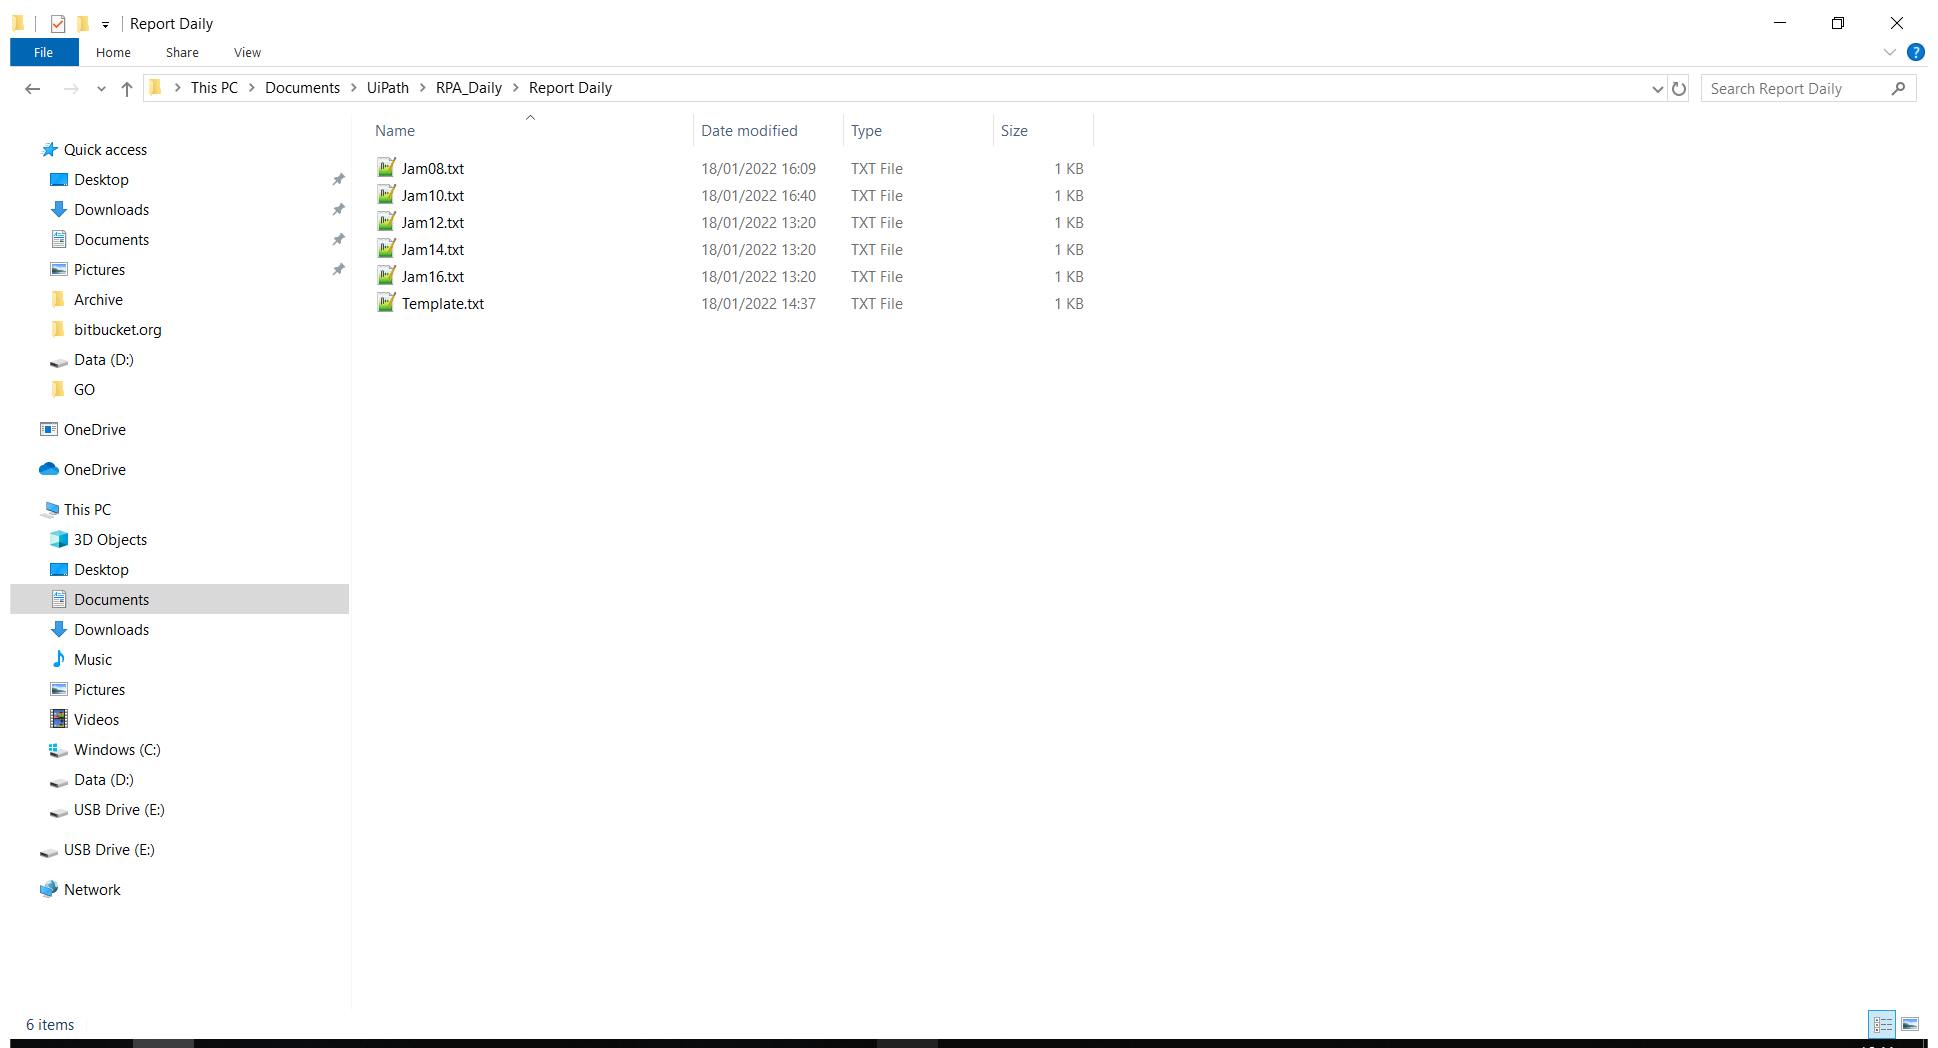 Report Daily
File Home Share View
This PC Documents UiPath RPA_Daily Report Daily
Search Report Daily
Name Date modified Type Size
Jam08.txt 18/01/2022 16:09 TXT File 1 KB
Jam10.txt 18/01/2022 16:40 TXT File 1 KB
Jam12.txt 18/01/2022 13:20 TXT File 1 KB
Jam14.txt 18/01/2022 13:20 TXT File 1 KB
Jam16.txt 18/01/2022 13:20 TXT File 1 KB
Template.txt 18/01/2022 14:37 TXT File 1 KB
Quick access
Desktop
Downloads
Documents
Pictures
Archive
bitbucket.org
Data (D:)
GO
OneDrive
OneDrive
This PC
3D Objects
Desktop
Documents
Downloads
Music
Pictures
Videos
Windows (C:)
Data (D:)
USB Drive (E:)
USB Drive (E:)
Network
6 items